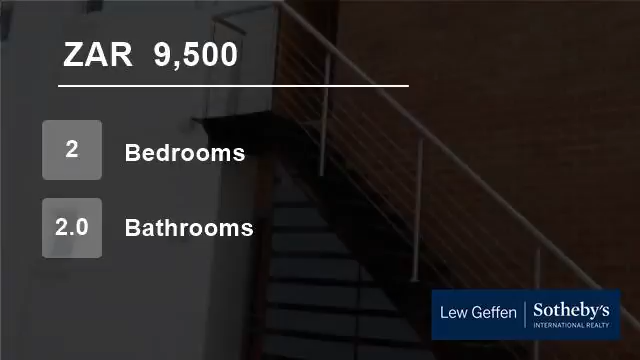 ZAR 9,500
2 Bedrooms
2.0 Bathrooms
Lew Geffen Sotheby's
INTERNATIONAL REALTY